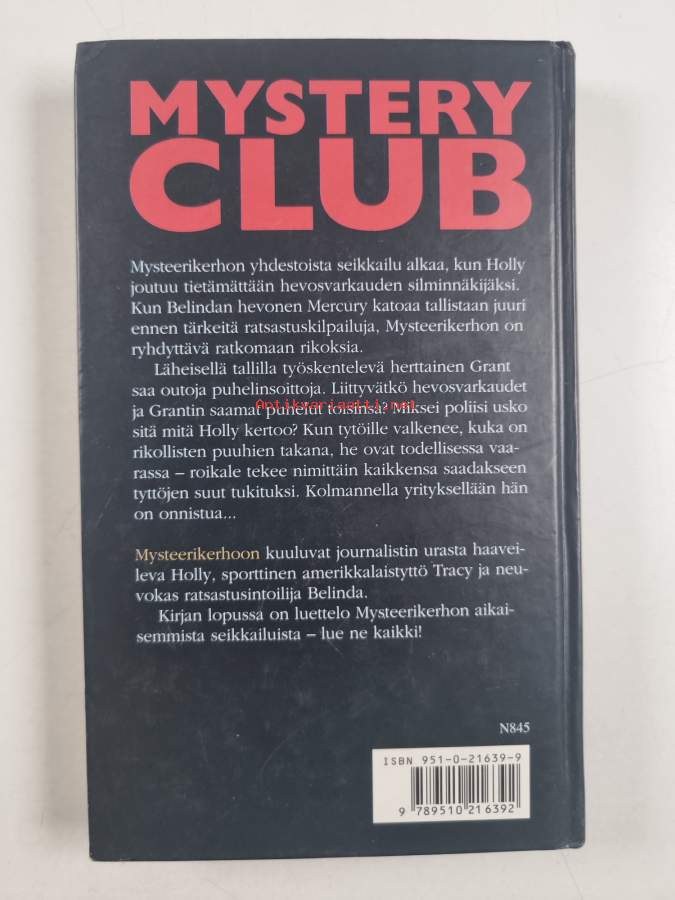 MYSTERY
CLUB
Mysteerikerhon yhdestoista seikkailu alkaa, kun Holly
joutuu tietämättään hevosvarkauden silminnäkijäksi.
Kun Belindan hevonen Mercury katoaa tallistaan juuri
ennen tärkeitä ratsastuskilpailuja, Mysteerikerhon on
ryhdyttävä ratkomaan rikoksia.
Läheisellä tallilla työskentelevä herttainen Grant
saa outoja puhelinsoittoja. Liittyvätkö hevosvarkaudet
ja Grantin saamat puhelut toisiinsa? Miksei poliisi usko
Antikvariaatti.net
sitä mitä Holly kertoo? Kun tytöille valkenee, kuka on
rikollisten puuhien takana, he ovat todellisessa vaa-
rassa – roikale tekee nimittäin kaikkensa saadakseen
tyttöjen suut tukituksi. Kolmannella yrityksellään hän
on onnistua...
Mysteerikerhoon kuuluvat journalistin urasta haavei-
leva Holly, sporttinen amerikkalaistyttö Tracy ja neu-
vokas ratsastusintoilija Belinda.
Kirjan lopussa on luettelo Mysteerikerhon aikai-
semmista seikkailuista – lue ne kaikki!
N845
ISBN 951-0-21639-9
9 789510 216392